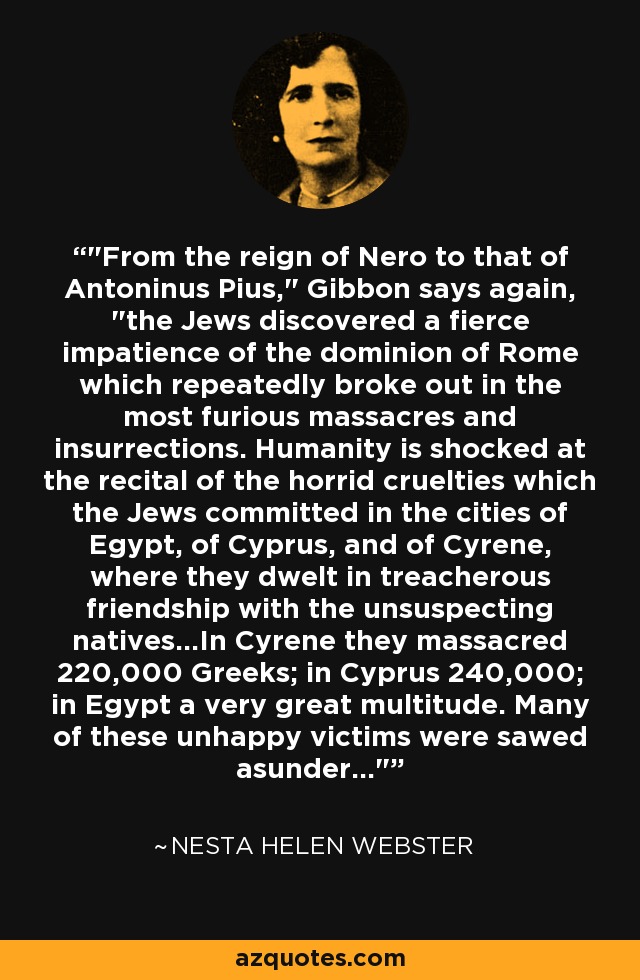 “"From the reign of Nero to that of
Antoninus Pius," Gibbon says again,
"the Jews discovered a fierce
impatience of the dominion of Rome
which repeatedly broke out in the
most furious massacres and
insurrections. Humanity is shocked at
the recital of the horrid cruelties which
the Jews committed in the cities of
Egypt, of Cyprus, and of Cyrene,
where they dwelt in treacherous
friendship with the unsuspecting
natives...In Cyrene they massacred
220,000 Greeks; in Cyprus 240,000;
in Egypt a very great multitude. Many
of these unhappy victims were sawed
asunder..."”
~ NESTA HELEN WEBSTER
azquotes.com